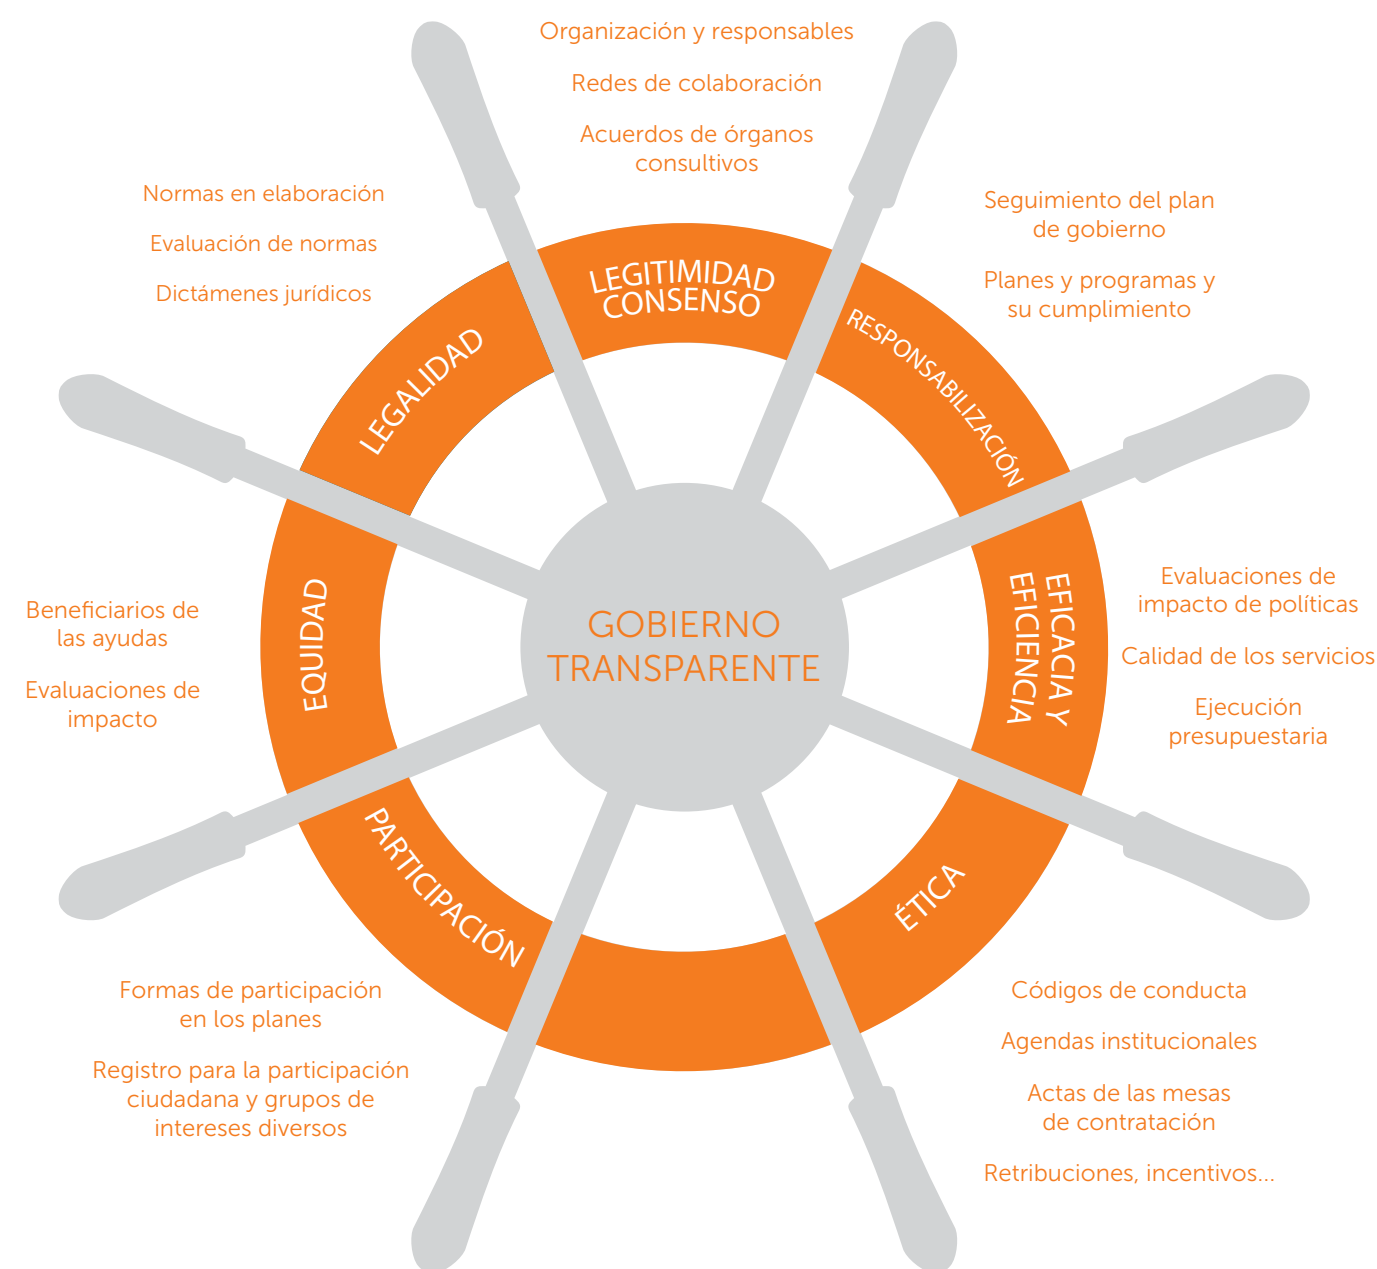 Organización y responsables
Redes de colaboración
Acuerdos de órganos
consultivos
Normas en elaboración
Evaluación de normas
Dictámenes jurídicos
Seguimiento del plan
de gobierno
Planes y programas y
su cumplimiento
LEGITIMIDAD
CONSENSO
RESPONSABILIZACIÓN
LEGALIDAD
EQUIDAD
GOBIERNO
TRANSPARENTE
EFICACIA Y
EFICIENCIA
Beneficiarios de
las ayudas
Evaluaciones de
impacto
Evaluaciones de
impacto de políticas
Calidad de los servicios
Ejecución
presupuestaria
PARTICIPACIÓN
ÉTICA
Formas de participación
en los planes
Registro para la participación
ciudadana y grupos de
intereses diversos
Códigos de conducta
Agendas institucionales
Actas de las mesas
de contratación
Retribuciones, incentivos...